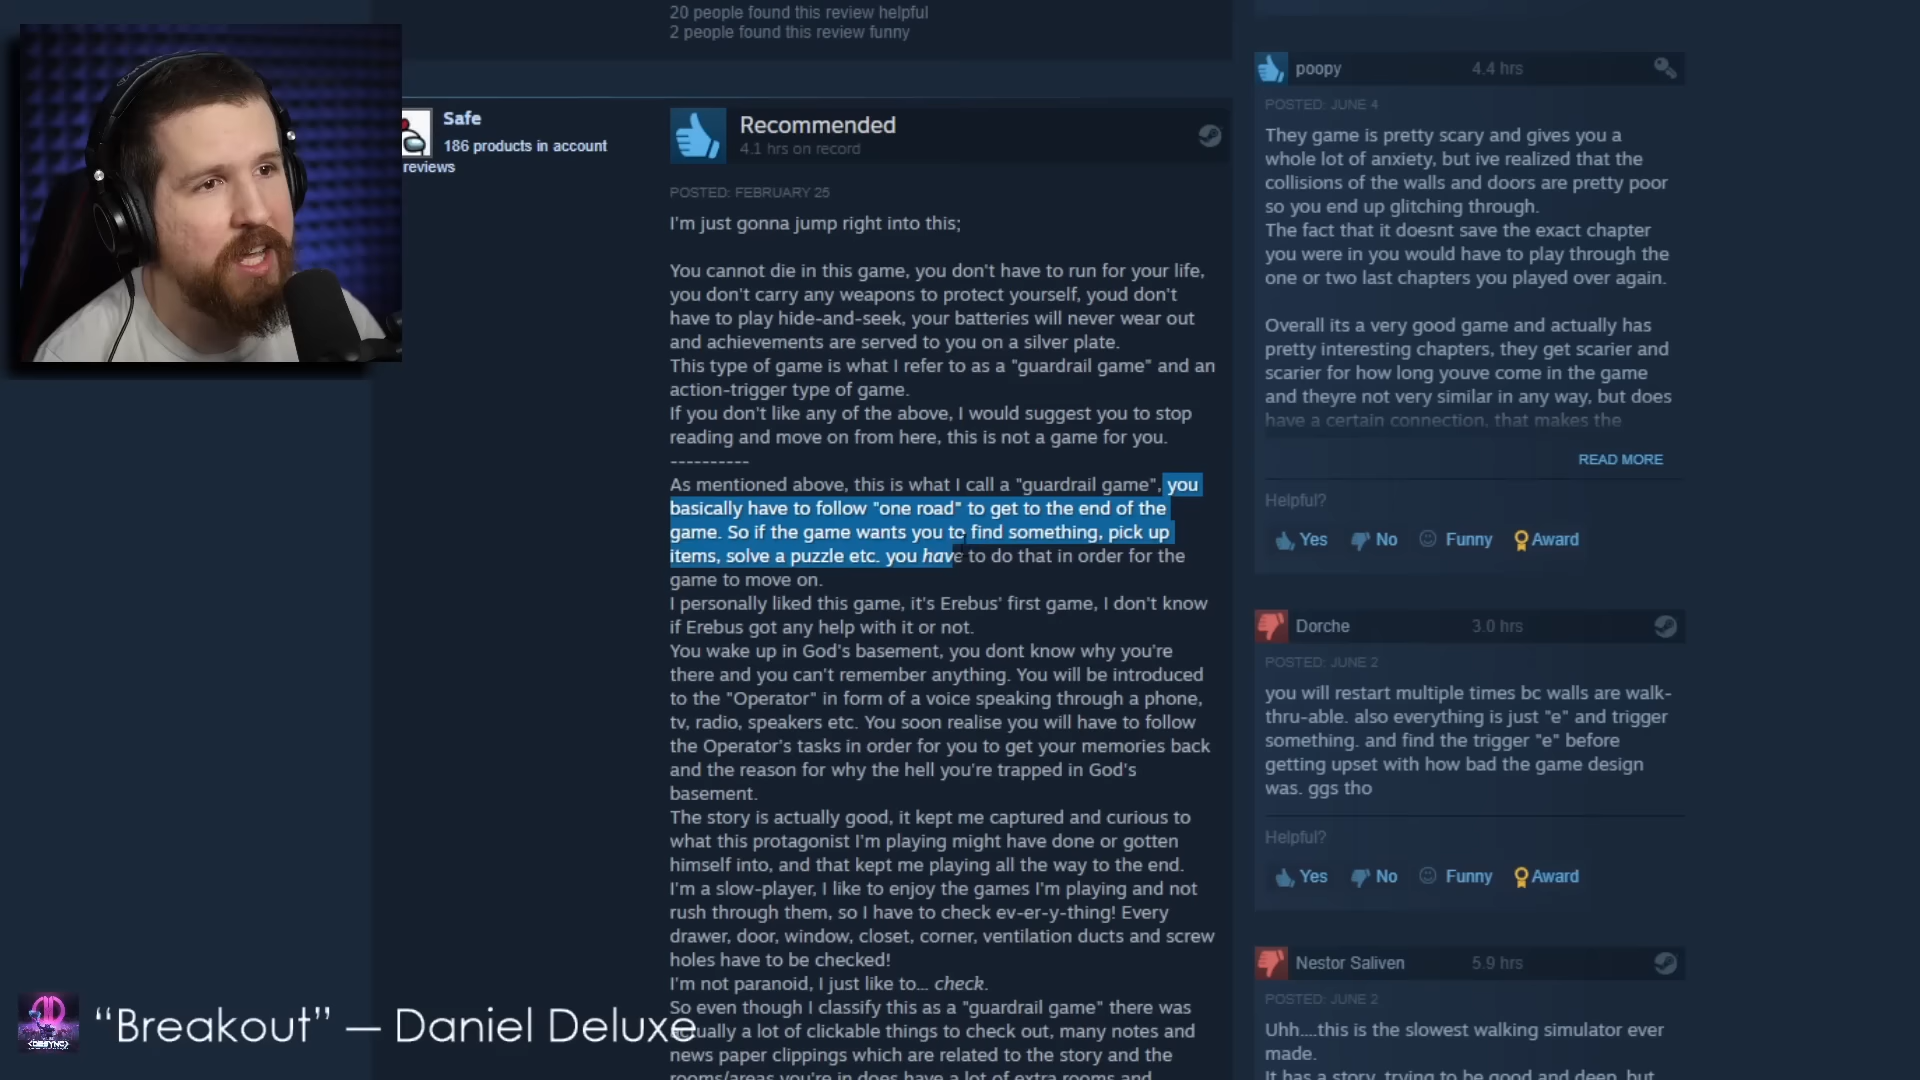 20 people found this review helpful
2 people found this review funny
Safe
186 products in account
reviews
Recommended
4.1 hrs on record
POSTED: FEBRUARY 25
I'm just gonna jump right into this;
You cannot die in this game, you don't have to run for your life,
you don't carry any weapons to protect yourself, youd don't
have to play hide-and-seek, your batteries will never wear out
and achievements are served to you on a silver plate.
This type of game is what I refer to as a "guardrail game" and an
action-trigger type of game.
If you don't like any of the above, I would suggest you to stop
reading and move on from here, this is not a game for you.
----------
As mentioned above, this is what I call a "guardrail game", you
basically have to follow "one road" to get to the end of the
game. So if the game wants you to find something, pick up
items, solve a puzzle etc. you have to do that in order for the
game to move on.
I personally liked this game, it's Erebus' first game, I don't know
if Erebus got any help with it or not.
You wake up in God's basement, you dont know why you're
there and you can't remember anything. You will be introduced
to the "Operator" in form of a voice speaking through a phone,
tv, radio, speakers etc. You soon realise you will have to follow
the Operator's tasks in order for you to get your memories back
and the reason for why the hell you're trapped in God's
basement.
The story is actually good, it kept me captured and curious to
what this protagonist I'm playing might have done or gotten
himself into, and that kept me playing all the way to the end.
I'm a slow-player, I like to enjoy the games I'm playing and not
rush through them, so I have to check ev-er-y-thing! Every
drawer, door, window, closet, corner, ventilation ducts and screw
holes have to be checked!
I'm not paranoid, I just like to... check.
So even though I classify this as a "guardrail game" there was
actually a lot of clickable things to check out, many notes and
news paper clippings which are related to the story and the
rooms/areas you're in does have a lot of extra rooms and
poopy
4.4 hrs
POSTED: JUNE 4
They game is pretty scary and gives you a
whole lot of anxiety, but ive realized that the
collisions of the walls and doors are pretty poor
so you end up glitching through.
The fact that it doesnt save the exact chapter
you were in you would have to play through the
one or two last chapters you played over again.
Overall its a very good game and actually has
pretty interesting chapters, they get scarier and
scarier for how long youve come in the game
and theyre not very similar in any way, but does
have a certain connection, that makes the
READ MORE
Helpful?
Yes No Funny Award
Dorche
3.0 hrs
POSTED: JUNE 2
you will restart multiple times bc walls are walk-
thru-able. also everything is just "e" and trigger
something. and find the trigger "e" before
getting upset with how bad the game design
was. ggs tho
Helpful?
Yes No Funny Award
Nestor Saliven
5.9 hrs
POSTED: JUNE 2
Uhh....this is the slowest walking simulator ever
made.
It has a story, trying to be good and deep, but
“Breakout” — Daniel Deluxe